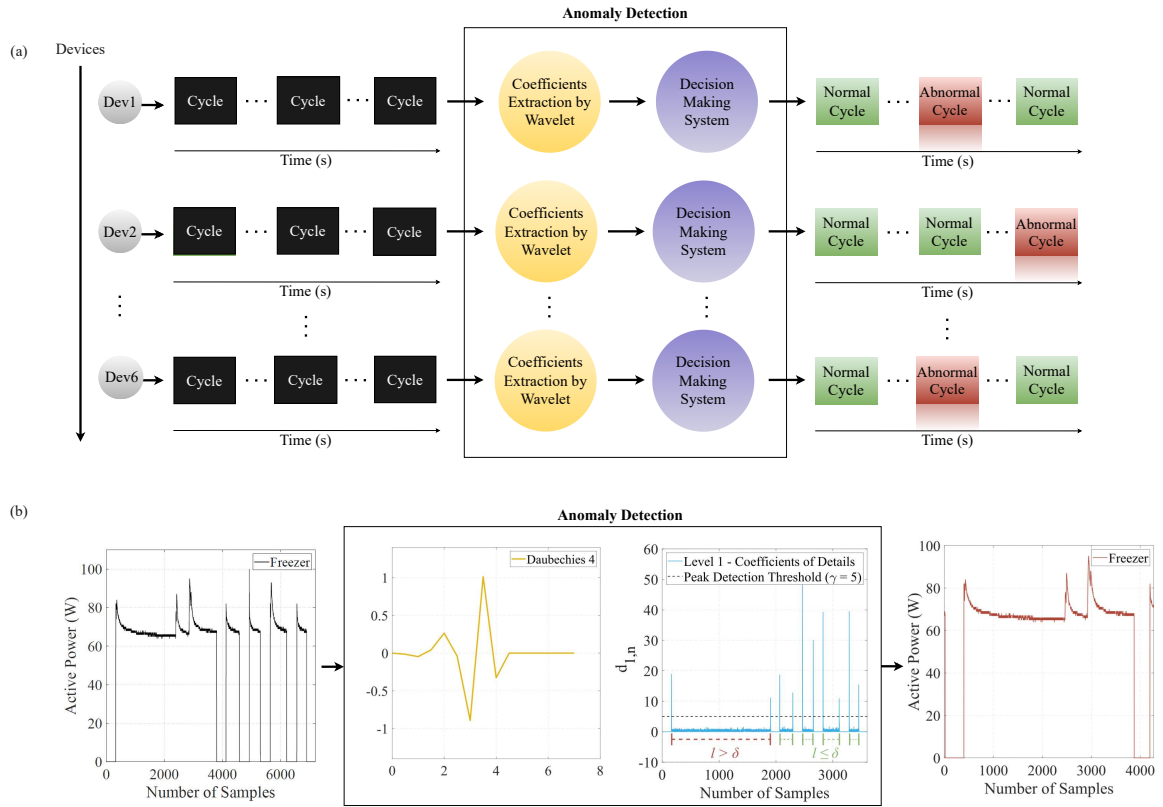 Anomaly Detection
(a)
Devices
Dev1
Cycle
...
Cycle
...
Cycle
Time (s)
Coefficients
Extraction by
Wavelet
Decision
Making
System
Normal
Cycle
...
Abnormal
Cycle
...
Normal
Cycle
Time (s)
Dev2
Cycle
...
Cycle
...
Cycle
Time (s)
Coefficients
Extraction by
Wavelet
Decision
Making
System
Normal
Cycle
...
Normal
Cycle
...
Abnormal
Cycle
Time (s)
Dev6
Cycle
...
Cycle
...
Cycle
Time (s)
Coefficients
Extraction by
Wavelet
Decision
Making
System
Normal
Cycle
...
Abnormal
Cycle
...
Normal
Cycle
Time (s)
(b)
Anomaly Detection
Freezer
Active Power (W)
100
80
60
40
20
0
0 2000 4000 6000
Number of Samples
Daubechies 4
1
0.5
0
-0.5
-1
0 2 4 6 8
Level 1 - Coefficients of Details
Peak Detection Threshold (γ = 5)
d1,n
60
50
40
30
20
10
0
-10
l > δ
l ≤ δ
0 1000 2000 3000
Number of Samples
Freezer
Active Power (W)
100
80
60
40
20
0
0 1000 2000 3000 4000
Number of Samples